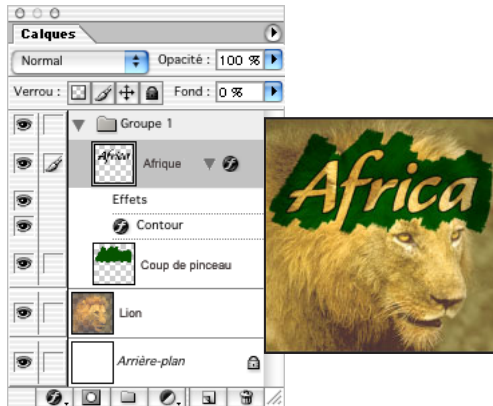 Calques
Normal
Opacité : 100 %
Verrou :
Fond : 0 %
Groupe 1
Africa
Afrique
Effets
Contour
Coup de pinceau
Lion
Arrière-plan
Africa